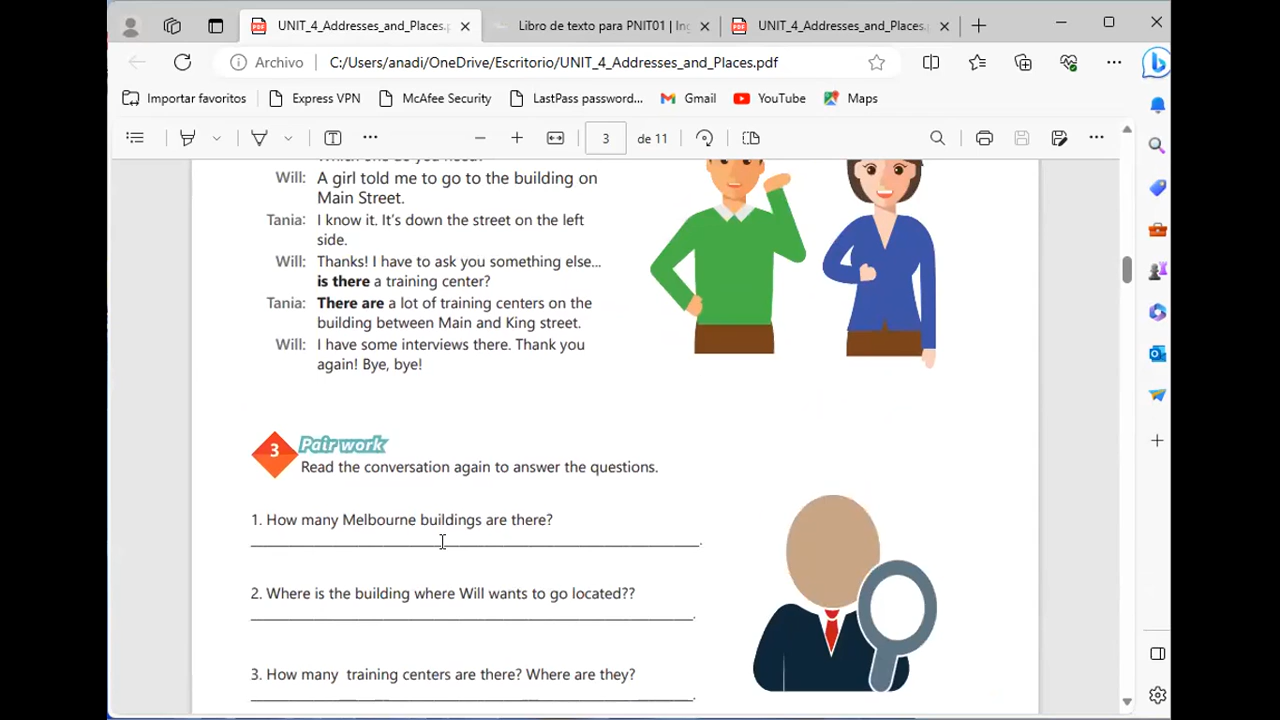 UNIT_4_Addresses_and_Places.
Libro de texto para PNIT01 | In
UNIT_4_Addresses_and_Places.
Archivo
C:/Users/anadi/OneDrive/Escritorio/UNIT_4_Addresses_and_Places.pdf
Importar favoritos
Express VPN
McAfee Security
LastPass password...
Gmail
YouTube
Maps
3 de 11
Which one do you need?
Will: A girl told me to go to the building on
Main Street.
Tania: I know it. It's down the street on the left
side.
Will: Thanks! I have to ask you something else...
is there a training center?
Tania: There are a lot of training centers on the
building between Main and King street.
Will: I have some interviews there. Thank you
again! Bye, bye!
3 Pair work
Read the conversation again to answer the questions.
1. How many Melbourne buildings are there?
2. Where is the building where Will wants to go located??
3. How many training centers are there? Where are they?